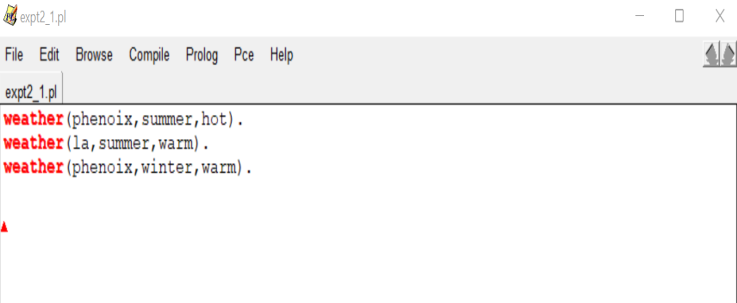 expt2_1.pl
File Edit Browse Compile Prolog Pce Help
expt2_1.pl
weather(phenoix,summer,hot).
weather(la,summer,warm).
weather(phenoix,winter,warm).